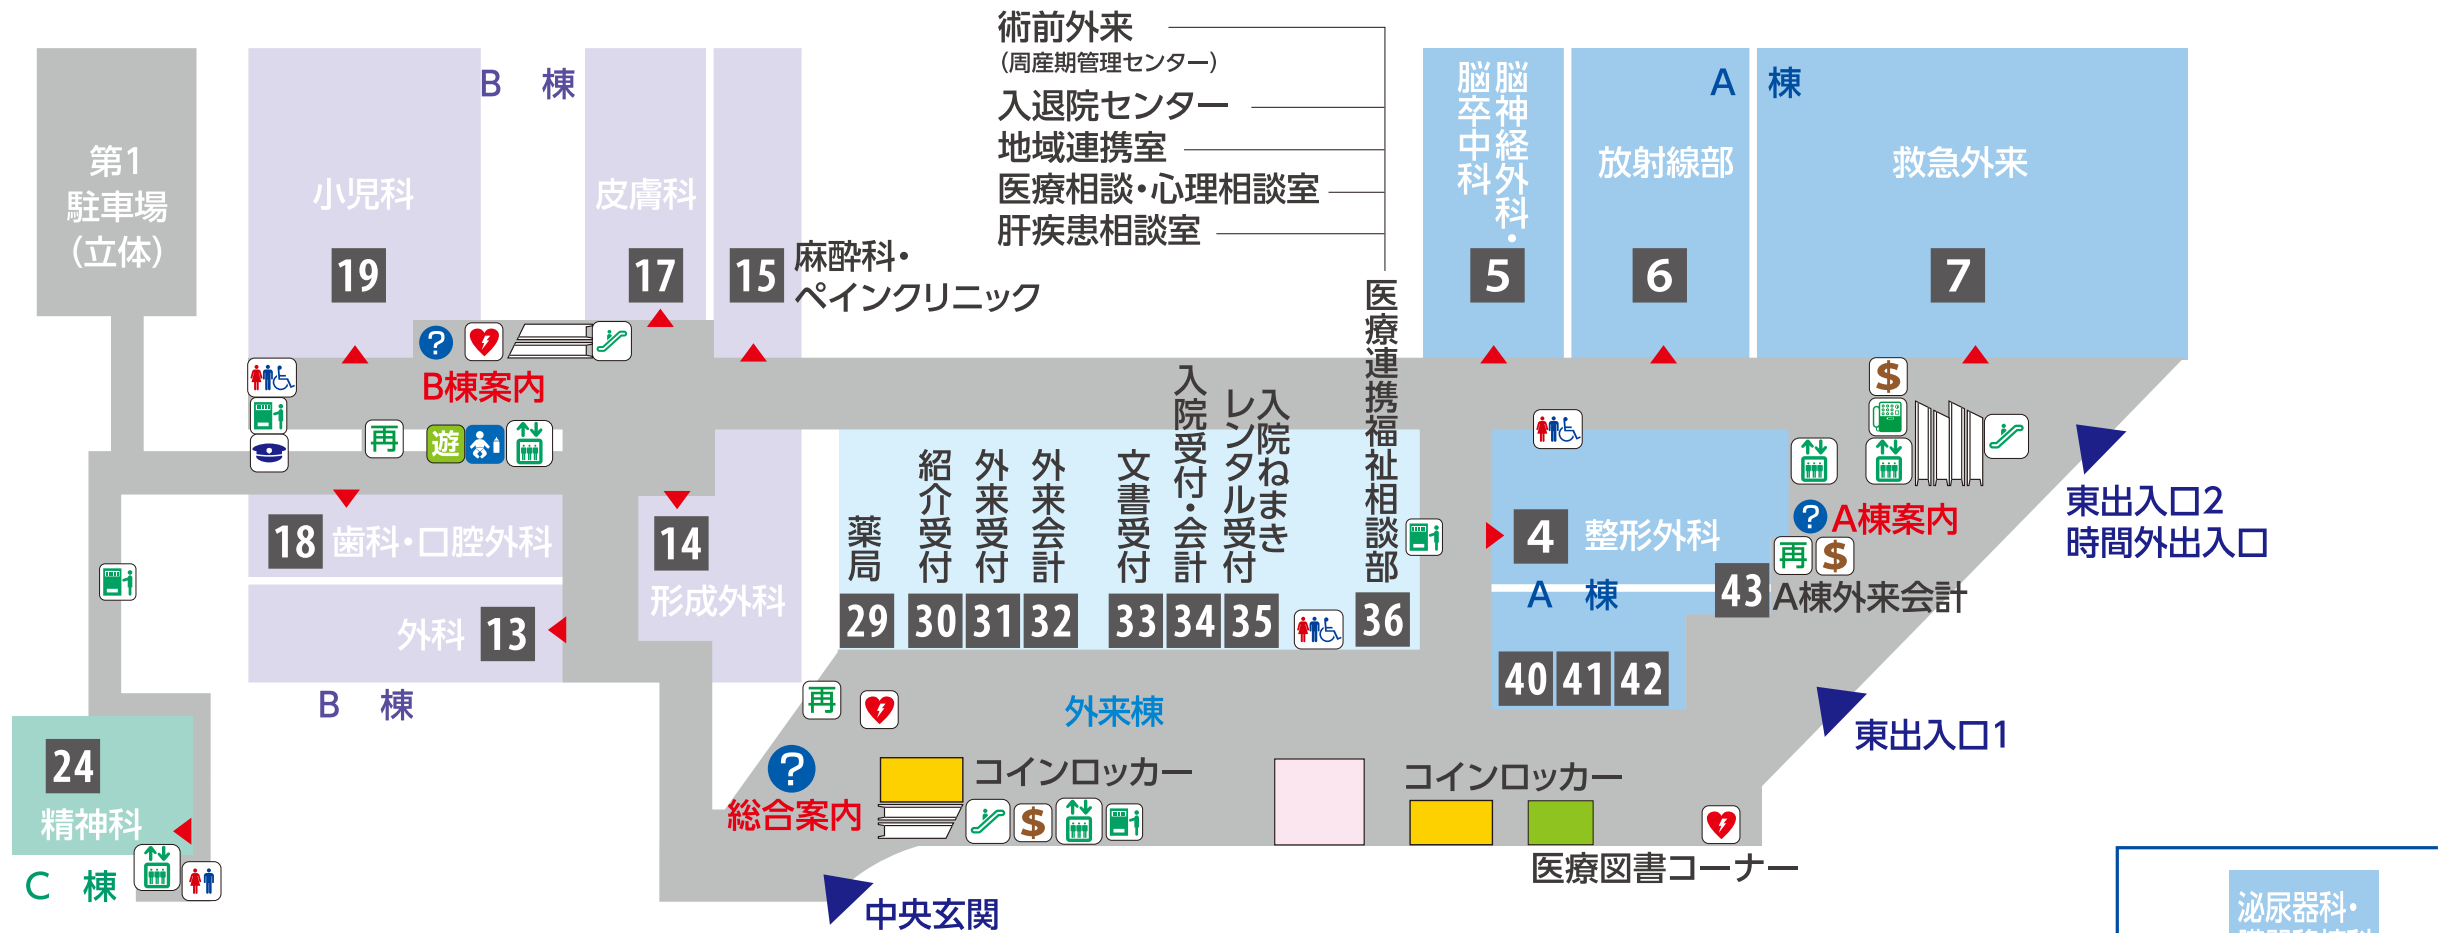 術前外来
（周産期管理センター）
入退院センター
地域連携室
医療相談・心理相談室
肝疾患相談室
B 棟
A 棟
第1
駐車場
（立体）
小児科
19
皮膚科
17
15
麻酔科・
ペインクリニック
脳神経外科・
脳卒中科
5
放射線部
6
救急外来
7
B棟案内
再
遊
18
歯科・口腔外科
外科
13
B 棟
14
形成外科
24
精神科
C 棟
薬局
29
紹介受付
30
外来受付
31
外来会計
32
文書受付
33
入院受付・会計
34
入院ねまき
レンタル受付
35
医療連携携福祉相談部
36
4
整形外科
A 棟
40
41
42
43
A棟外来会計
?
A棟案内
再
$
$
東出入口2
時間外出入口
東出入口1
再
外来棟
?
総合案内
コインロッカー
$
コインロッカー
医療図書コーナー
中央玄関
?
泌尿器科・